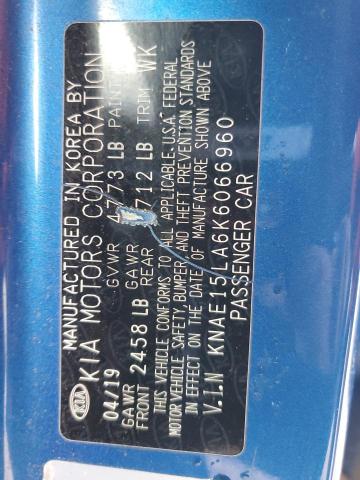 MANUFACTURED IN KOREA BY
KIA MOTORS CORPORATION
04/19 GVWR 4773 LB PAINT
GAWR FRONT 2458 LB GAWR REAR 2712 LB TRIM WK
THIS VEHICLE CONFORMS TO ALL APPLICABLE U.S.A. FEDERAL
MOTOR VEHICLE SAFETY, BUMPER, AND THEFT PREVENTION STANDARDS
IN EFFECT ON THE DATE OF MANUFACTURE SHOWN ABOVE
V.I.N KNAE15LA6K6066960
PASSENGER CAR
KIA